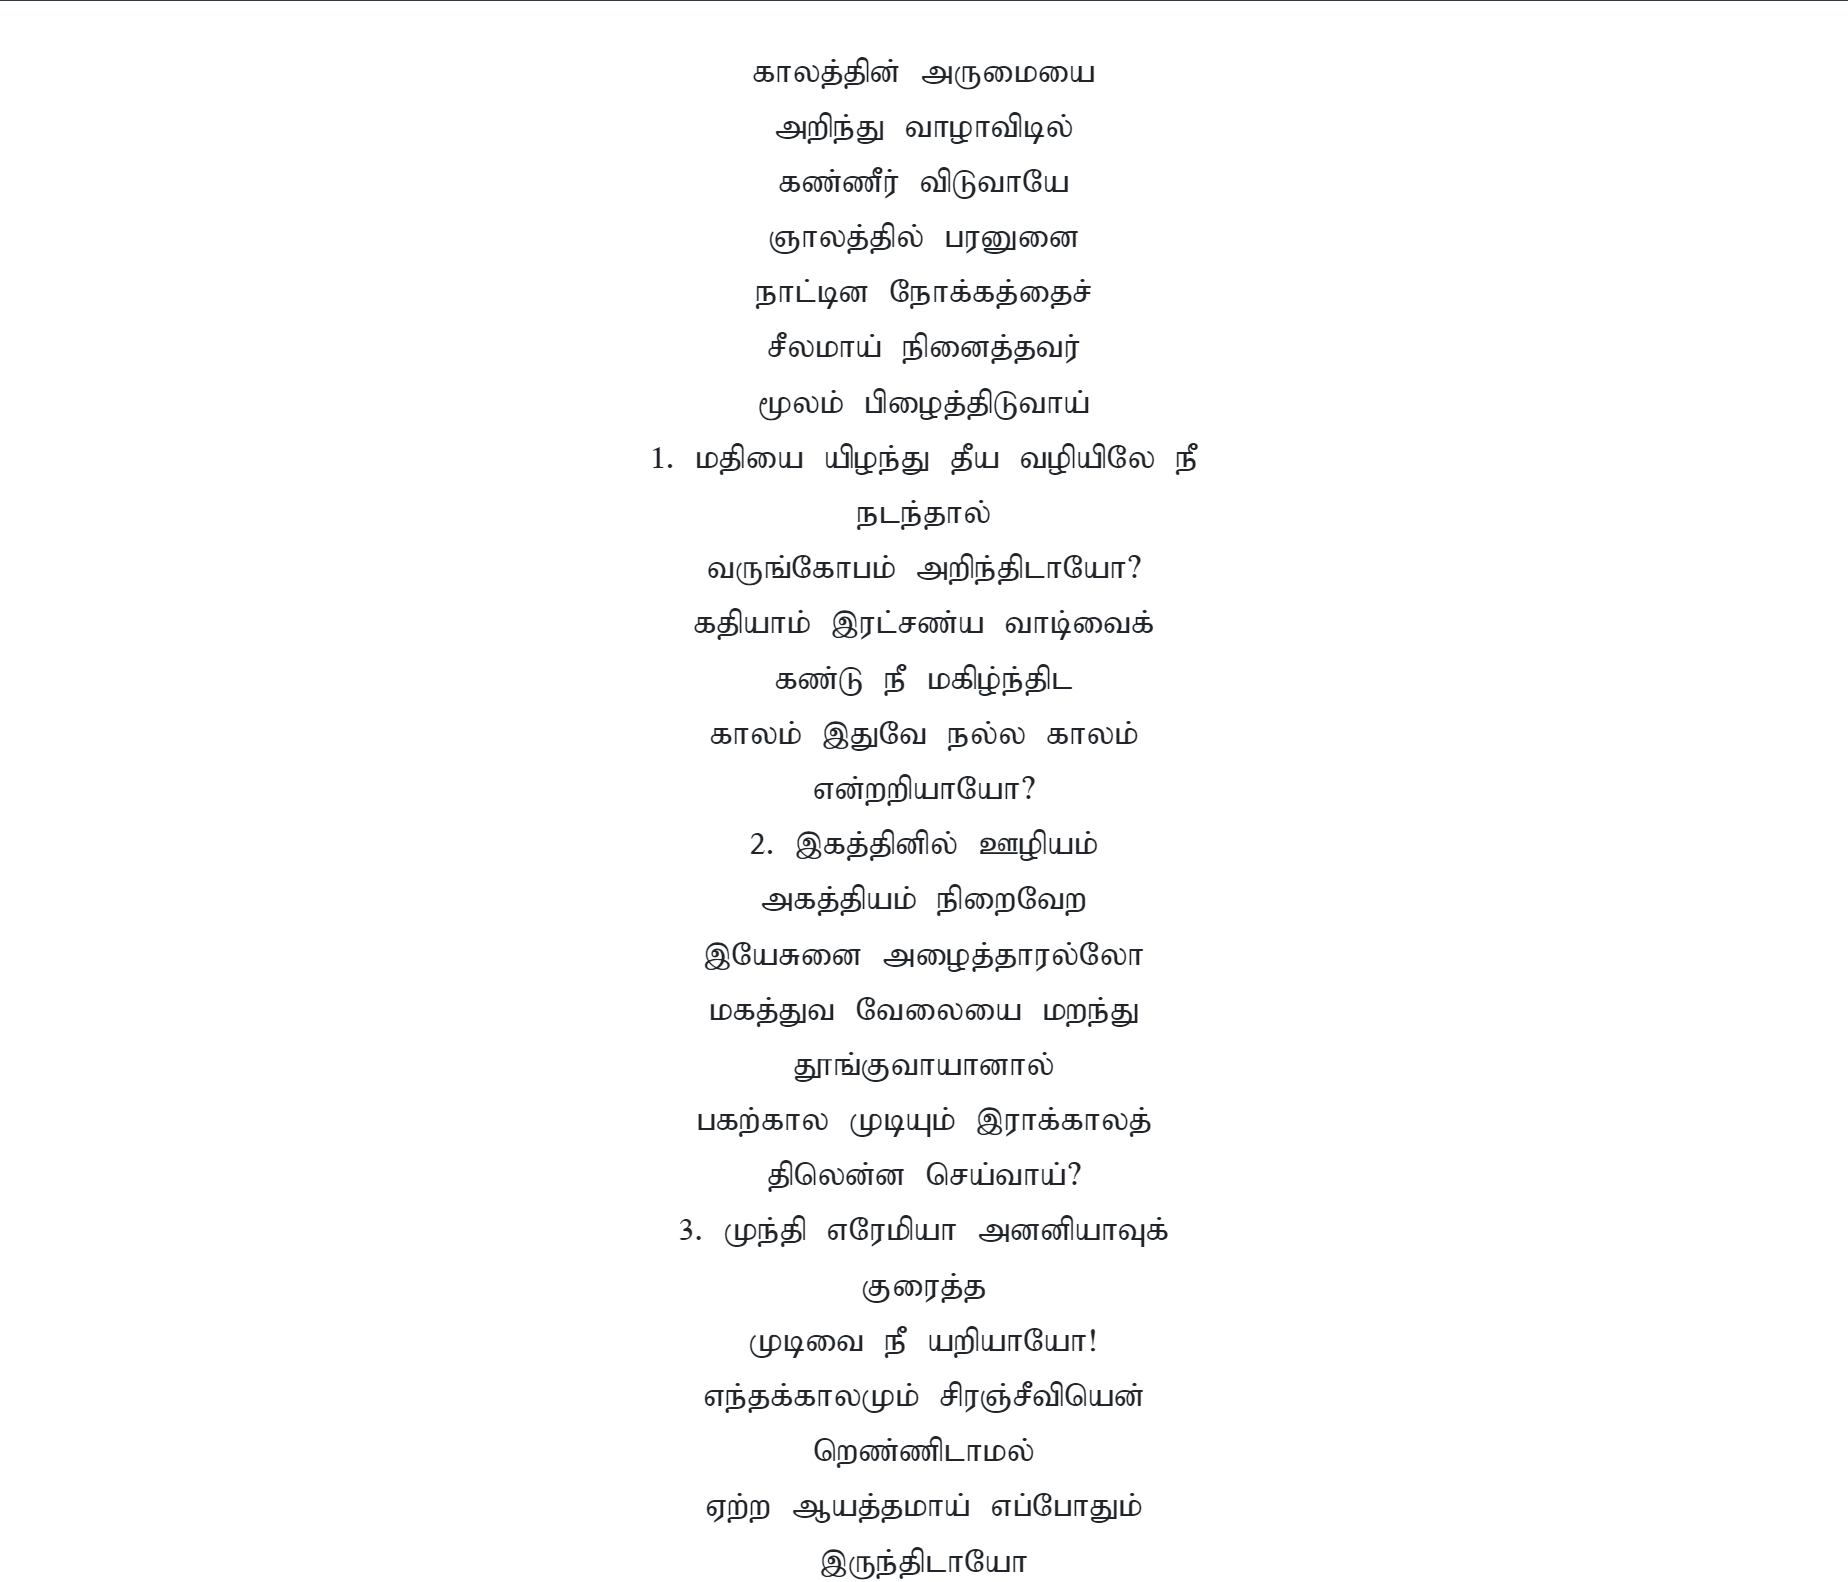 காலத்தின் அருமையை
அறிந்து வாழாவிடில்
கண்ணீர் விடுவாயே
ஞாலத்தில் பரனுனை
நாட்டின நோக்கத்தைச்
சீலமாய் நினைத்தவர்
மூலம் பிழைத்திடுவாய்
1. மதியை யிழந்து தீய வழியிலே நீ
நடந்தால்
வருங்கோபம் அறிந்திடாயோ?
கதியாம் இரட்சண்ய வாடி்வைக்
கண்டு நீ மகிழ்ந்திட
காலம் இதுவே நல்ல காலம்
என்றறியாயோ?
2. இகத்தினில் ஊழியம்
அகத்தியம் நிறைவேற
இயேசுனை அழைத்தாரல்லோ
மகத்துவ வேலையை மறந்து
தூங்குவாயானால்
பகற்கால முடியும் இராக்காலத்
திலென்ன செய்வாய்?
3. முந்தி எரேமியா அனனியாவுக்
குரைத்த
முடிவை நீ யறியாயோ!
எந்தக்காலமும் சிரஞ்சீவியென்
றெண்ணிடாமல்
ஏற்ற ஆயத்தமாய் எப்போதும்
இருந்திடாயோ